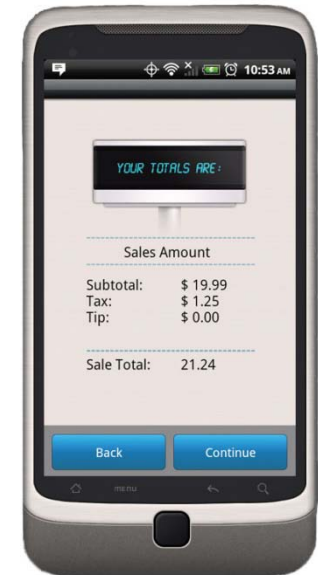 10:53 AM
YOUR TOTALS ARE:
Sales Amount
Subtotal: $ 19.99
Tax: $ 1.25
Tip: $ 0.00
Sale Total: 21.24
Back Continue
menu